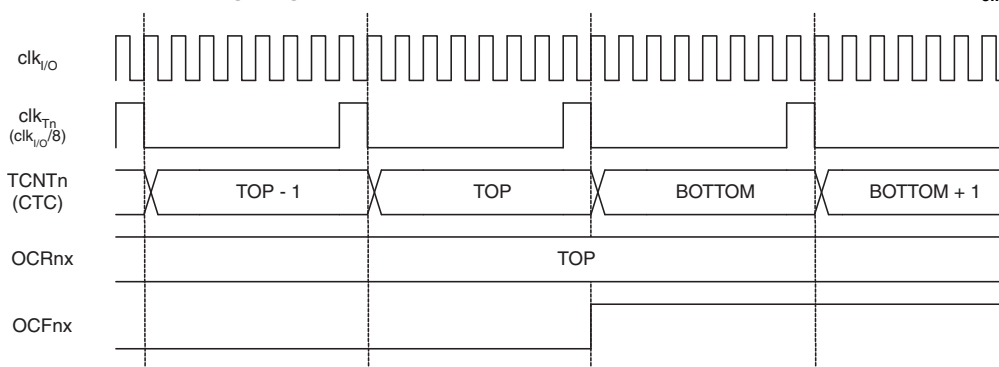 clkI/O
clkTn
(clkI/O/8)
TCNTn
(CTC)
TOP - 1
TOP
BOTTOM
BOTTOM + 1
OCRnx
TOP
OCFnx